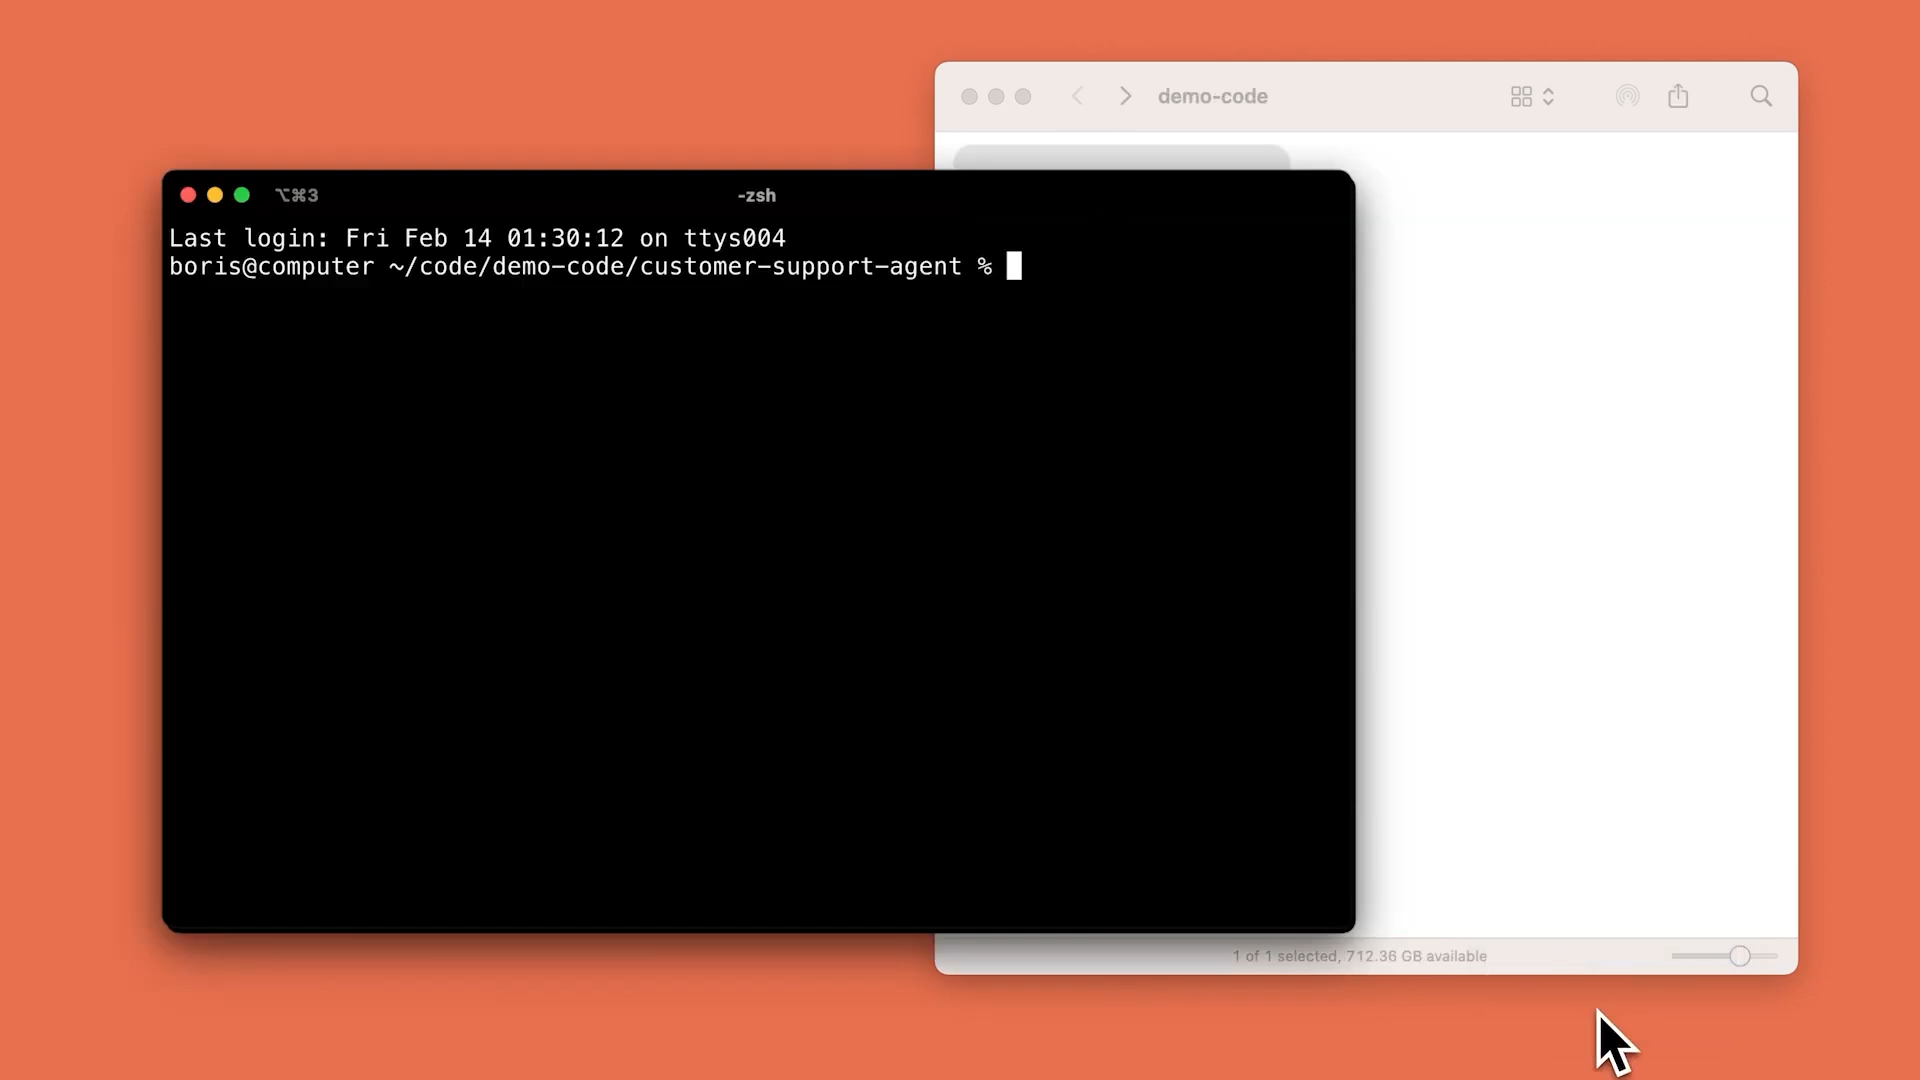 demo-code
⌥⌘3
-zsh
Last login: Fri Feb 14 01:30:12 on ttys004
boris@computer ~/code/demo-code/customer-support-agent %
1 of 1 selected, 712.36 GB available